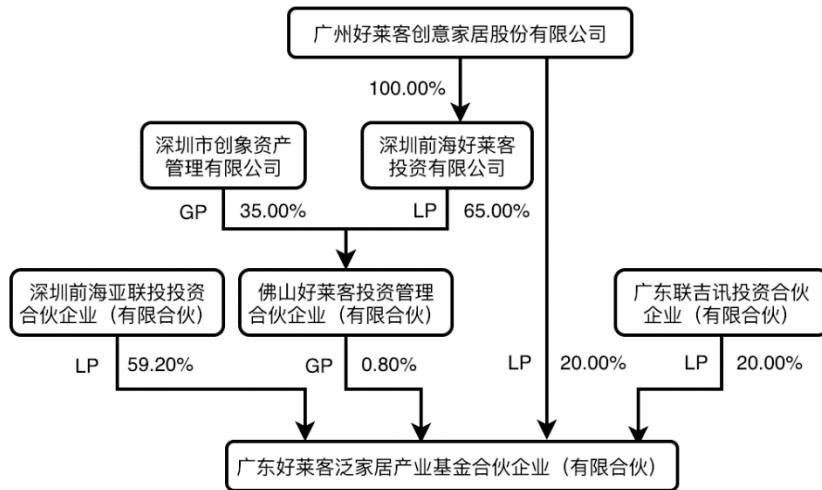 广州好莱客创意家居股份有限公司
100.00%
深圳市创象资产
管理有限公司
深圳前海好莱客
投资有限公司
GP 35.00%
LP 65.00%
深圳前海亚联投投资
合伙企业（有限合伙）
佛山好莱客投资管理
合伙企业（有限合伙）
广东联吉讯投资合伙
企业（有限合伙）
LP 59.20%
GP 0.80%
LP 20.00%
LP 20.00%
广东好莱客泛家居产业基金合伙企业（有限合伙）